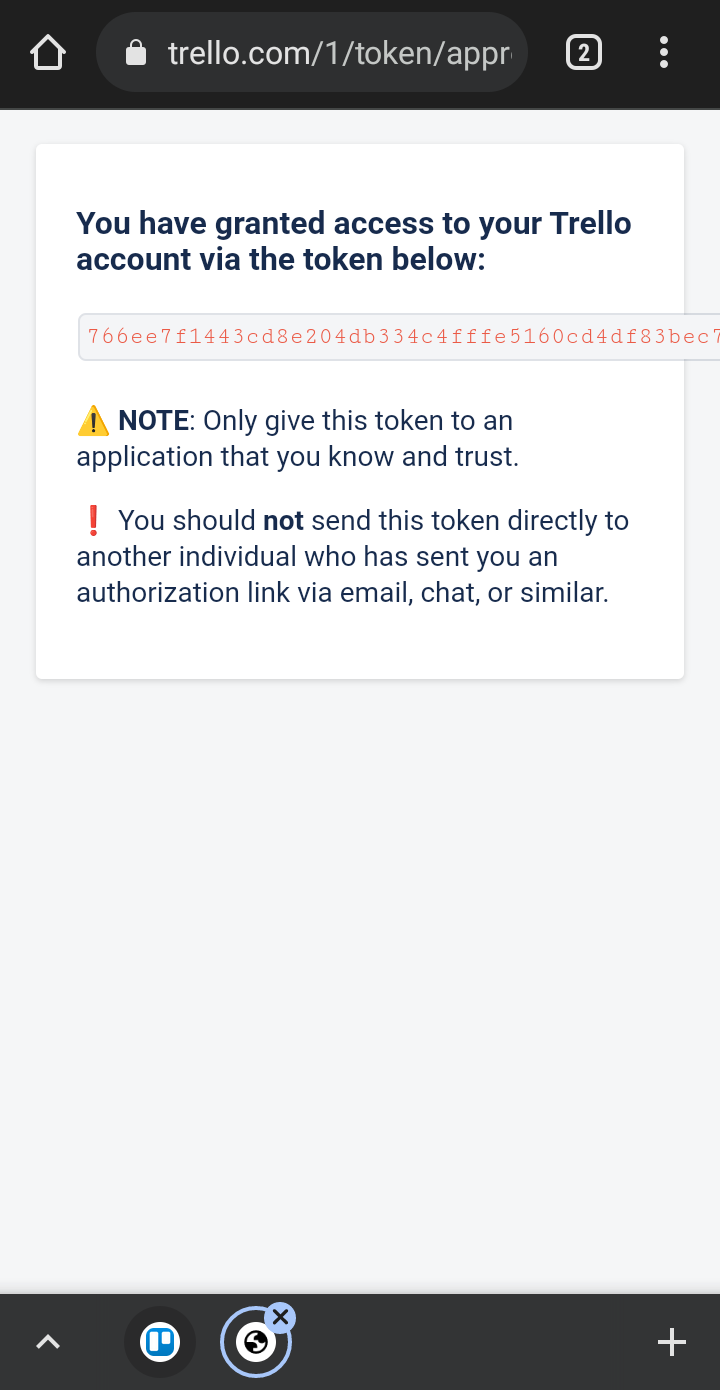 trello.com/1/token/appr
2
You have granted access to your Trello
account via the token below:
766ee7f1443cd8e204db334c4fffe5160cd4df83bec7
⚠️ NOTE: Only give this token to an
application that you know and trust.
❗ You should not send this token directly to
another individual who has sent you an
authorization link via email, chat, or similar.